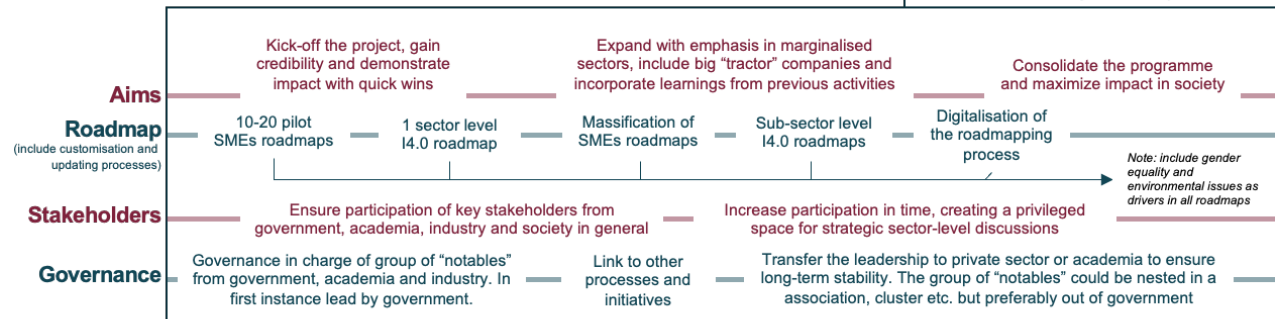 Aims
Kick-off the project, gain
credibility and demonstrate
impact with quick wins
Expand with emphasis in marginalised
sectors, include big “tractor” companies and
incorporate learnings from previous activities
Consolidate the programme
and maximize impact in society
Roadmap
(include customisation and
updating processes)
10-20 pilot
SMEs roadmaps
1 sector level
I4.0 roadmap
Massification of
SMEs roadmaps
Sub-sector level
I4.0 roadmaps
Digitalisation of
the roadmapping
process
Note: include gender
equality and
environmental issues as
drivers in all roadmaps
Stakeholders
Ensure participation of key stakeholders from
government, academia, industry and society in general
Increase participation in time, creating a privileged
space for strategic sector-level discussions
Governance
Governance in charge of group of “notables”
from government, academia and industry. In
first instance lead by government.
Link to other
processes and
initiatives
Transfer the leadership to private sector or academia to ensure
long-term stability. The group of “notables” could be nested in a
association, cluster etc. but preferably out of government